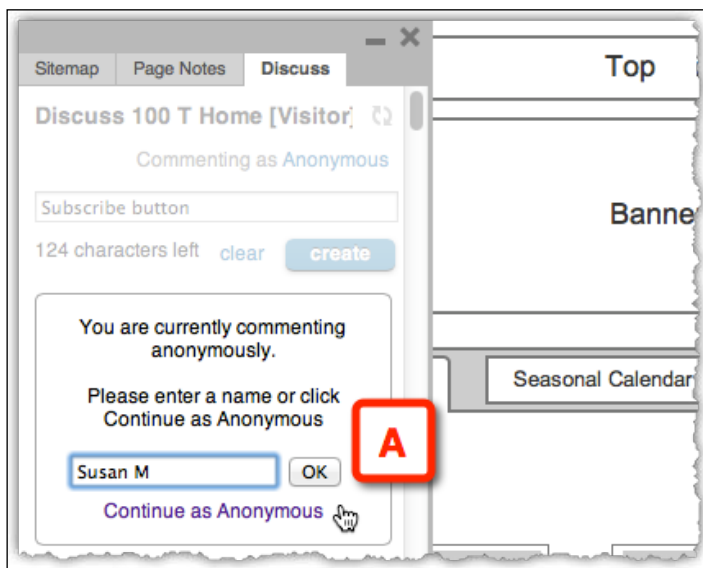 Sitemap Page Notes Discuss
Top
Discuss 100 T Home [Visitor]
Commenting as Anonymous
Subscribe button
Banne
124 characters left clear create
You are currently commenting
anonymously.
Seasonal Calendar
Please enter a name or click
Continue as Anonymous
A
Susan M OK
Continue as Anonymous